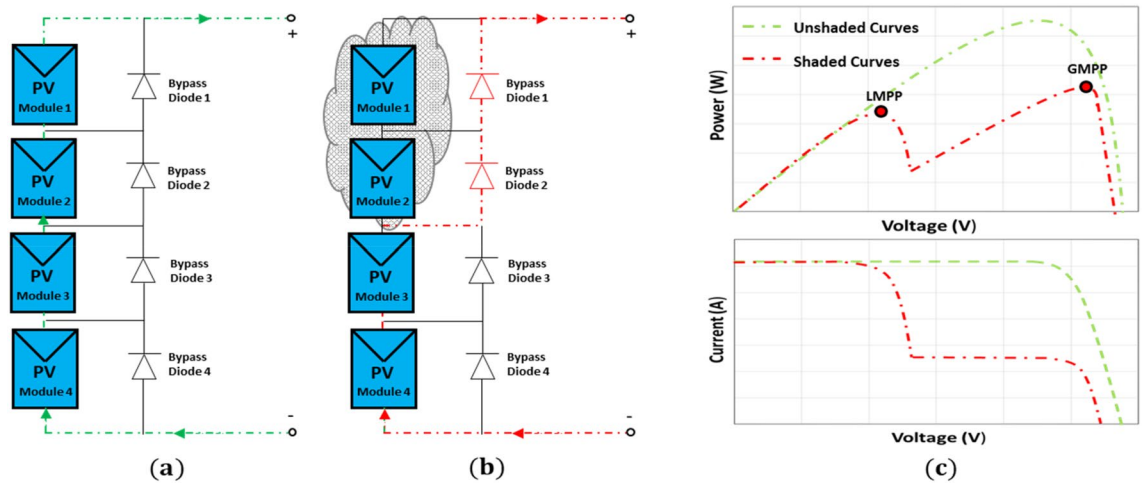 +
PV
Module 1
Bypass
Diode 1
PV
Module 2
Bypass
Diode 2
PV
Module 3
Bypass
Diode 3
PV
Module 4
Bypass
Diode 4
-
(a)
+
PV
Module 1
Bypass
Diode 1
PV
Module 2
Bypass
Diode 2
PV
Module 3
Bypass
Diode 3
PV
Module 4
Bypass
Diode 4
-
(b)
Unshaded Curves
Shaded Curves
LMPP
GMPP
Power (W)
Voltage (V)
Current (A)
Voltage (V)
(c)